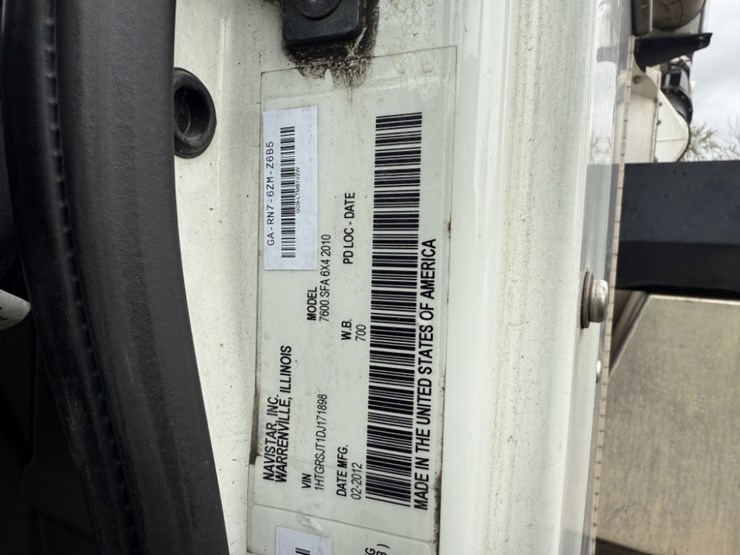 GA-RN7-6ZM-Z6B5
NAVISTAR, INC.
WARRENVILLE, ILLINOIS
VIN
1HTGRSJT1DJ171898
MODEL
7600 SFA 6X4 2010
DATE MFG.
02-2012
W.B.
700
PD LOC - DATE
MADE IN THE UNITED STATES OF AMERICA